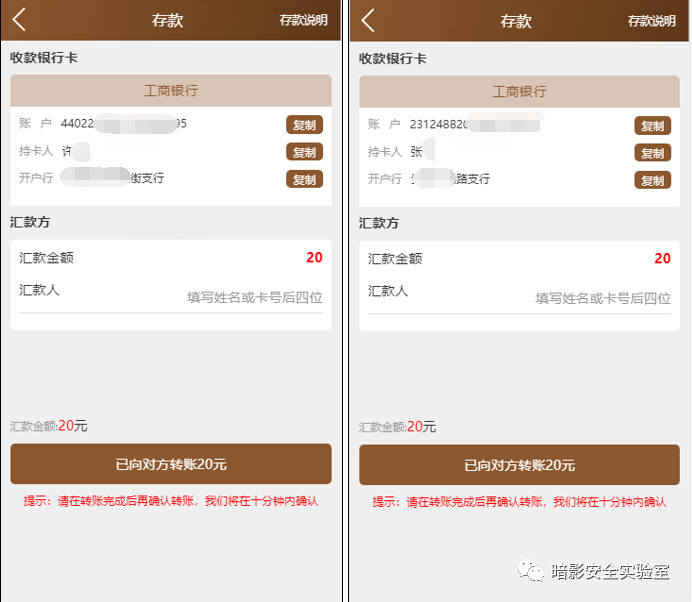 存款
存款说明
收款银行卡
工商银行
账 户 44022 95 复制
持卡人 许 复制
开户行 街支行 复制
汇款方
汇款金额 20
汇款人
填写姓名或卡号后四位
汇款金额:20元
已向对方转账20元
提示：请在转账完成后再确认转账，我们将在十分钟内确认
存款
存款说明
收款银行卡
工商银行
账 户 23124882 复制
持卡人 张 复制
开户行 路支行 复制
汇款方
汇款金额 20
汇款人
填写姓名或卡号后四位
汇款金额:20元
已向对方转账20元
提示：请在转账完成后再确认转账，我们将在十分钟内确认
暗影安全实验室